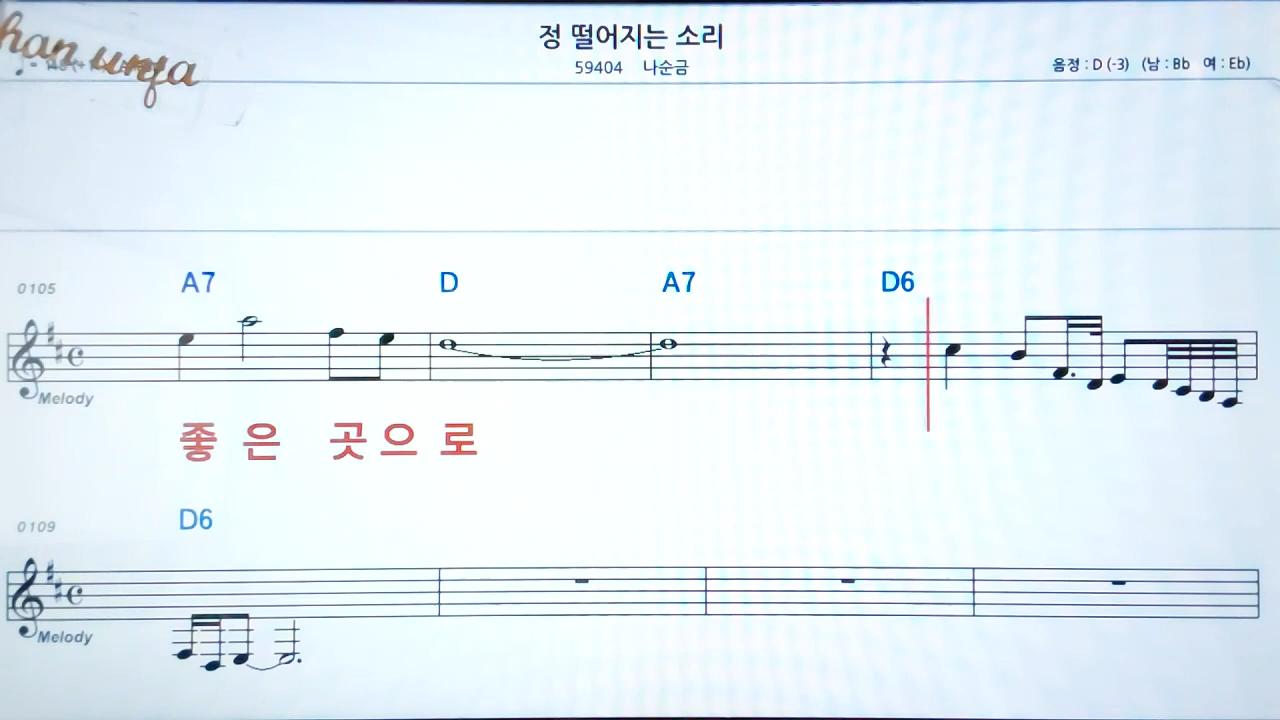 han unja
정 떨어지는 소리
59404 나순금
음정 : D (-3) (남 : Bb 여 : Eb)
0105 A7 D A7 D6
Melody
좋은 곳으로
0109 D6
Melody